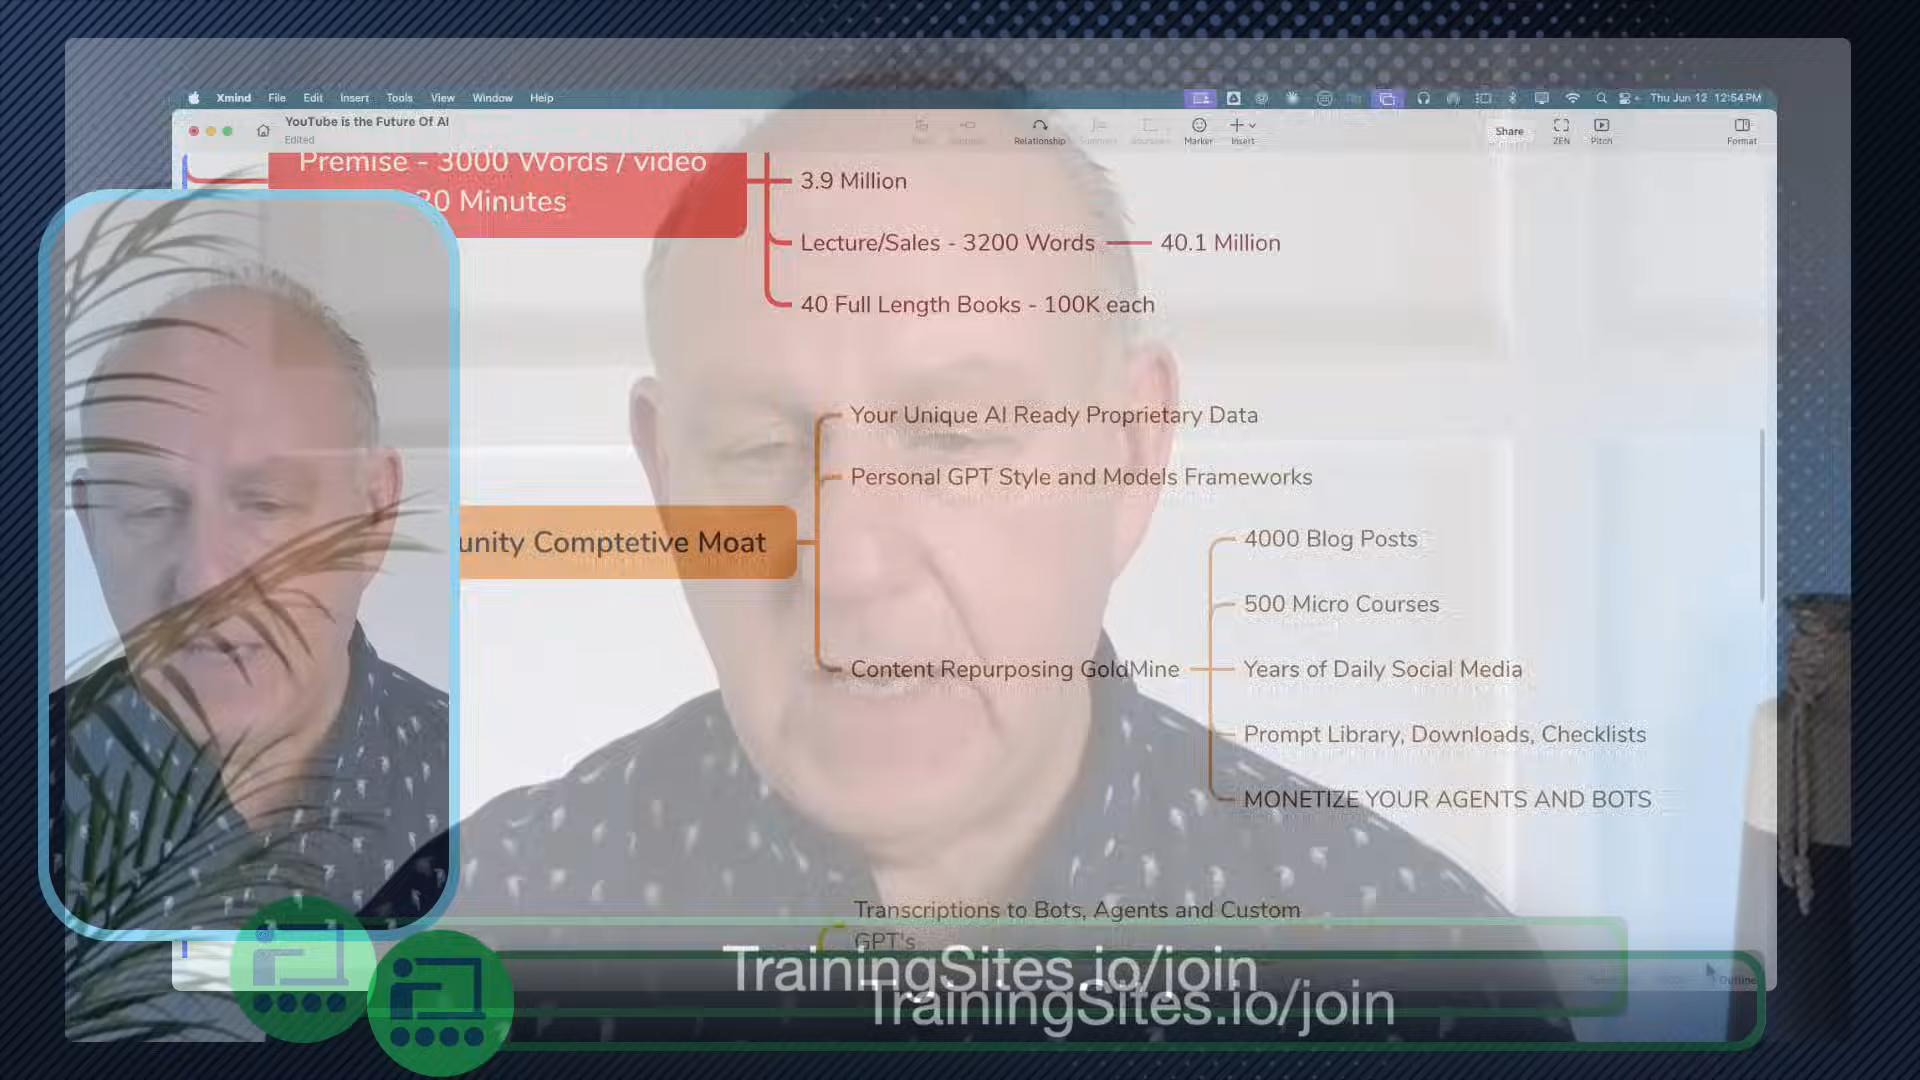 Xmind File Edit Insert Tools View Window Help
Thu Jun 12 12:54 PM
YouTube is the Future Of AI
Edited
Relationship
Marker
Insert
Share
ZEN
Pitch
Format
Premise - 3000 Words / video
20 Minutes
3.9 Million
Lecture/Sales - 3200 Words
40.1 Million
40 Full Length Books - 100K each
unity Comptetive Moat
Your Unique AI Ready Proprietary Data
Personal GPT Style and Models Frameworks
Content Repurposing GoldMine
4000 Blog Posts
500 Micro Courses
Years of Daily Social Media
Prompt Library, Downloads, Checklists
MONETIZE YOUR AGENTS AND BOTS
Transcriptions to Bots, Agents and Custom
GPT's
Outline
TrainingSites.io/join
TrainingSites.io/join